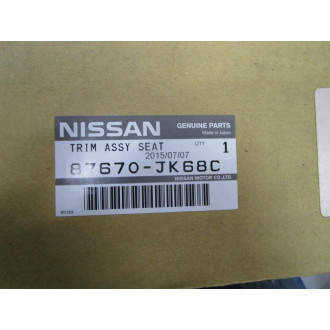 NISSAN
GENUINE PARTS
Made in Japan
TRIM ASSY SEAT
QTY 1
2015/07/07
87670-JK68C
NISSAN MOTOR CO.,LTD